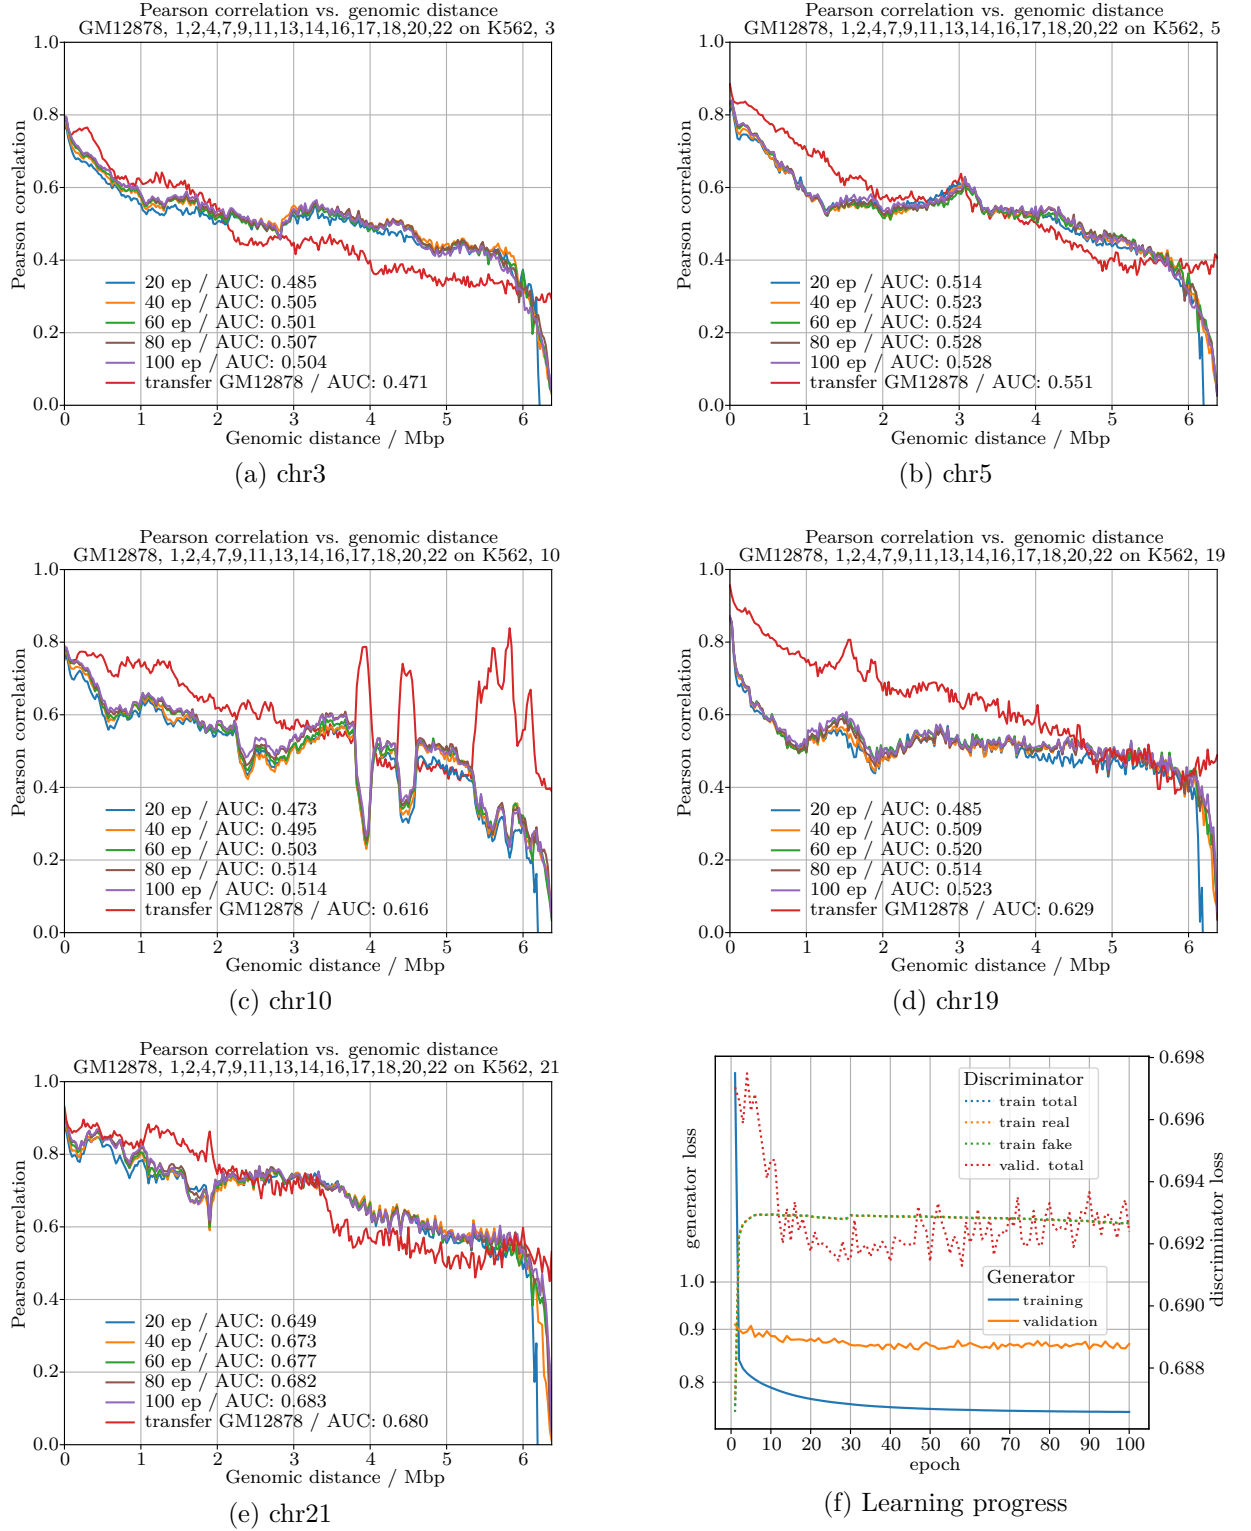 Pearson correlation vs. genomic distance
GM12878, 1,2,4,7,9,11,13,14,16,17,18,20,22 on K562, 3
1.0
0.8
0.6
0.4
0.2
0.0
Pearson correlation
20 ep / AUC: 0.485
40 ep / AUC: 0.505
60 ep / AUC: 0.501
80 ep / AUC: 0.507
100 ep / AUC: 0.504
transfer GM12878 / AUC: 0.471
0 1 2 3 4 5 6
Genomic distance / Mbp
(a) chr3
Pearson correlation vs. genomic distance
GM12878, 1,2,4,7,9,11,13,14,16,17,18,20,22 on K562, 5
1.0
0.8
0.6
0.4
0.2
0.0
Pearson correlation
20 ep / AUC: 0.514
40 ep / AUC: 0.523
60 ep / AUC: 0.524
80 ep / AUC: 0.528
100 ep / AUC: 0.528
transfer GM12878 / AUC: 0.551
0 1 2 3 4 5 6
Genomic distance / Mbp
(b) chr5
Pearson correlation vs. genomic distance
GM12878, 1,2,4,7,9,11,13,14,16,17,18,20,22 on K562, 10
1.0
0.8
0.6
0.4
0.2
0.0
Pearson correlation
20 ep / AUC: 0.473
40 ep / AUC: 0.495
60 ep / AUC: 0.503
80 ep / AUC: 0.514
100 ep / AUC: 0.514
transfer GM12878 / AUC: 0.616
0 1 2 3 4 5 6
Genomic distance / Mbp
(c) chr10
Pearson correlation vs. genomic distance
GM12878, 1,2,4,7,9,11,13,14,16,17,18,20,22 on K562, 19
1.0
0.8
0.6
0.4
0.2
0.0
Pearson correlation
20 ep / AUC: 0.485
40 ep / AUC: 0.509
60 ep / AUC: 0.520
80 ep / AUC: 0.514
100 ep / AUC: 0.523
transfer GM12878 / AUC: 0.629
0 1 2 3 4 5 6
Genomic distance / Mbp
(d) chr19
Pearson correlation vs. genomic distance
GM12878, 1,2,4,7,9,11,13,14,16,17,18,20,22 on K562, 21
1.0
0.8
0.6
0.4
0.2
0.0
Pearson correlation
20 ep / AUC: 0.649
40 ep / AUC: 0.673
60 ep / AUC: 0.677
80 ep / AUC: 0.682
100 ep / AUC: 0.683
transfer GM12878 / AUC: 0.680
0 1 2 3 4 5 6
Genomic distance / Mbp
(e) chr21
generator loss
1.0
0.9
0.8
Discriminator
train total
train real
train fake
valid. total
Generator
training
validation
0.698
0.696
0.694
0.692
0.690
0.688
discriminator loss
0 10 20 30 40 50 60 70 80 90 100
epoch
(f) Learning progress